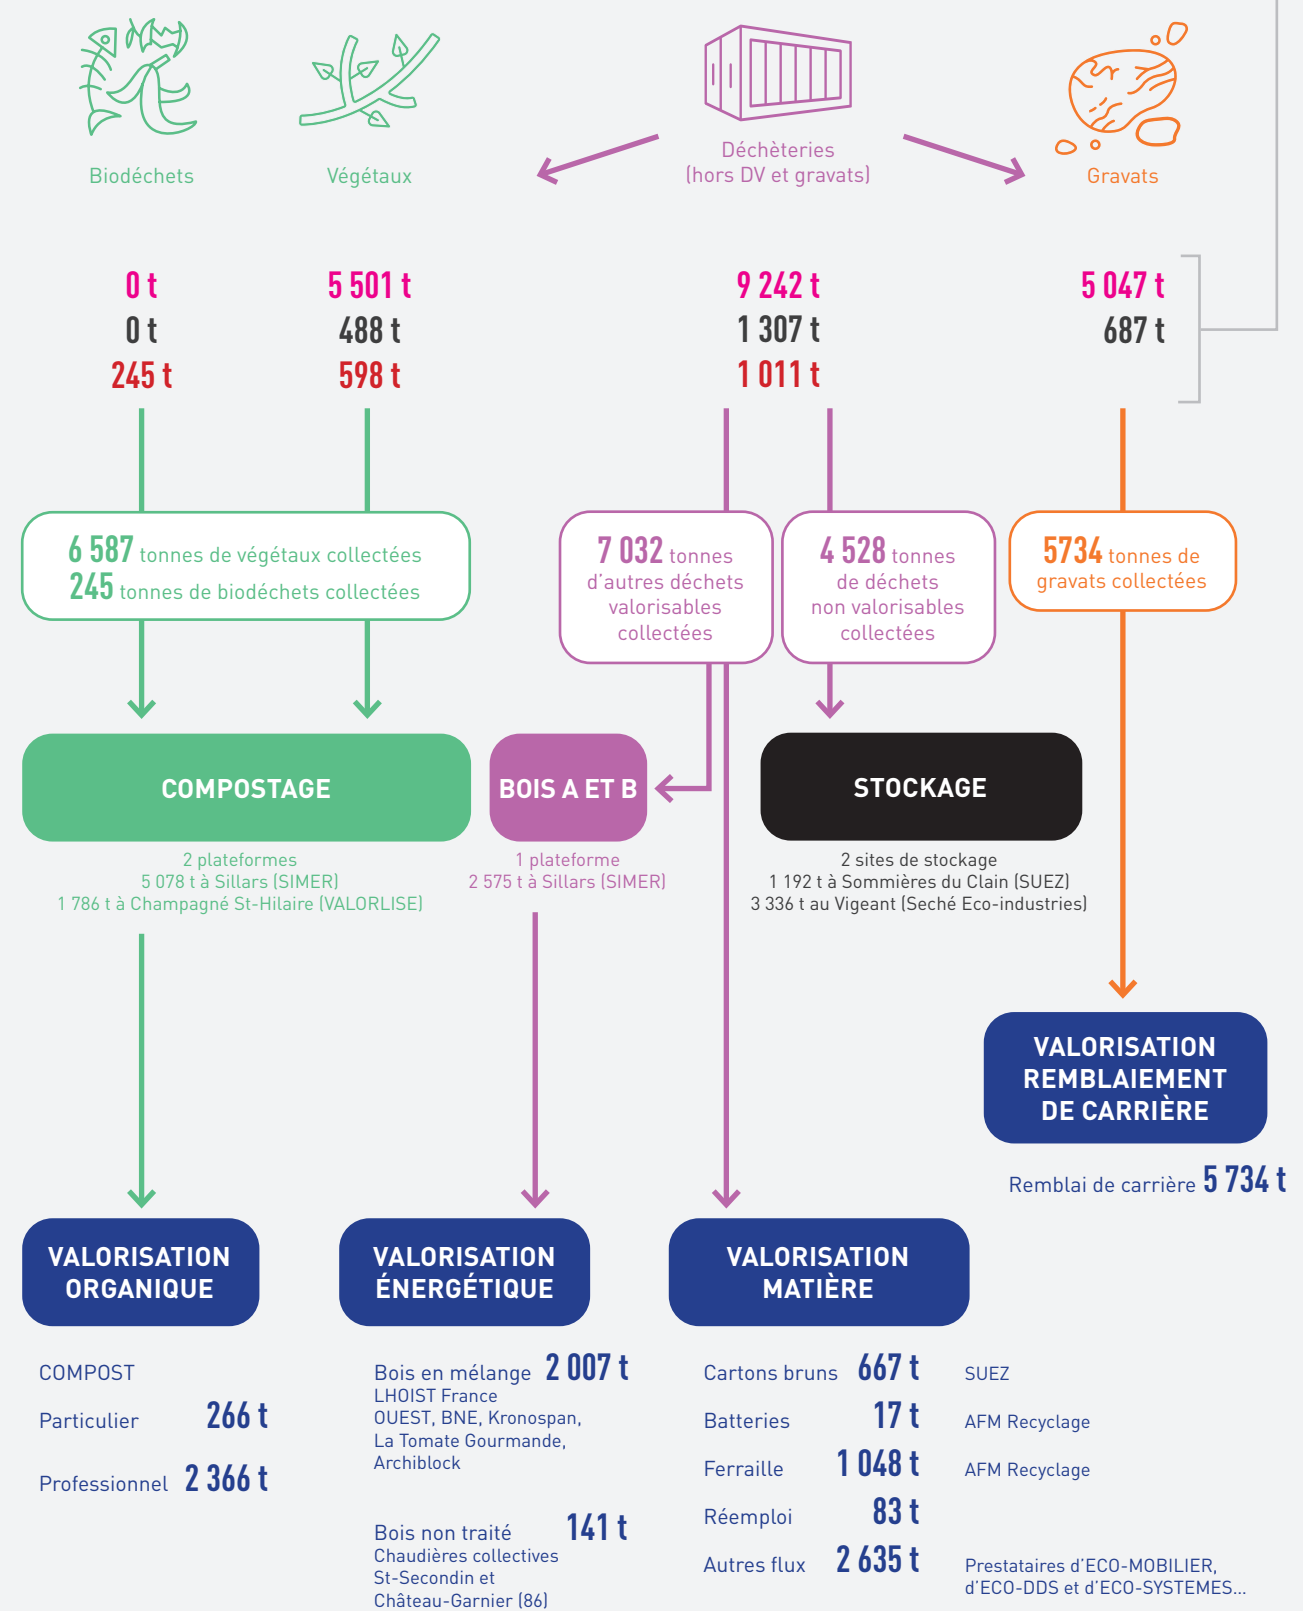 Biodéchets
Végétaux
Déchèteries
(hors DV et gravats)
Gravats
0 t
5 501 t
9 242 t
5 047 t
0 t
488 t
1 307 t
687 t
245 t
598 t
1 011 t
6 587 tonnes de végétaux collectées
245 tonnes de biodéchets collectées
7 032 tonnes
d'autres déchets
valorisables
collectées
4 528 tonnes
de déchets
non valorisables
collectées
5734 tonnes de
gravats collectées
COMPOSTAGE
2 plateformes
5 078 t à Sillars (SIMER)
1 786 t à Champagné St-Hilaire (VALORLISE)
BOIS A ET B
1 plateforme
2 575 t à Sillars (SIMER)
STOCKAGE
2 sites de stockage
1 192 t à Sommières du Clain (SUEZ)
3 336 t au Vigeant (Seché Eco-industries)
VALORISATION
REMBLAIEMENT
DE CARRIÈRE
Remblai de carrière 5 734 t
VALORISATION
ORGANIQUE
COMPOST
Particulier 266 t
Professionnel 2 366 t
VALORISATION
ÉNERGÉTIQUE
Bois en mélange 2 007 t
LHOIST France
OUEST, BNE, Kronospan,
La Tomate Gourmande,
Archiblock
Bois non traité 141 t
Chaudières collectives
St-Secondin et
Château-Garnier (86)
VALORISATION
MATIÈRE
Cartons bruns 667 t SUEZ
Batteries 17 t AFM Recyclage
Ferraille 1 048 t AFM Recyclage
Réemploi 83 t
Autres flux 2 635 t Prestataires d'ECO-MOBILIER,
d'ECO-DDS et d'ECO-SYSTEMES...